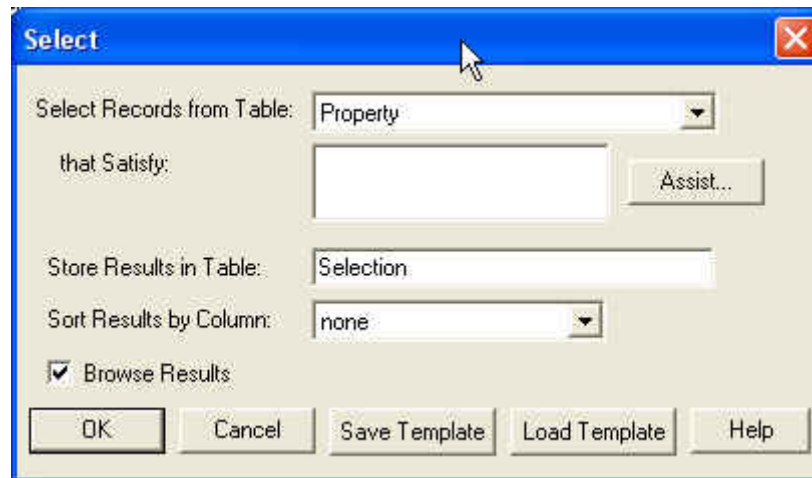 Select
Select Records from Table: Property
that Satisfy:
Assist...
Store Results in Table: Selection
Sort Results by Column: none
Browse Results
OK Cancel Save Template Load Template Help